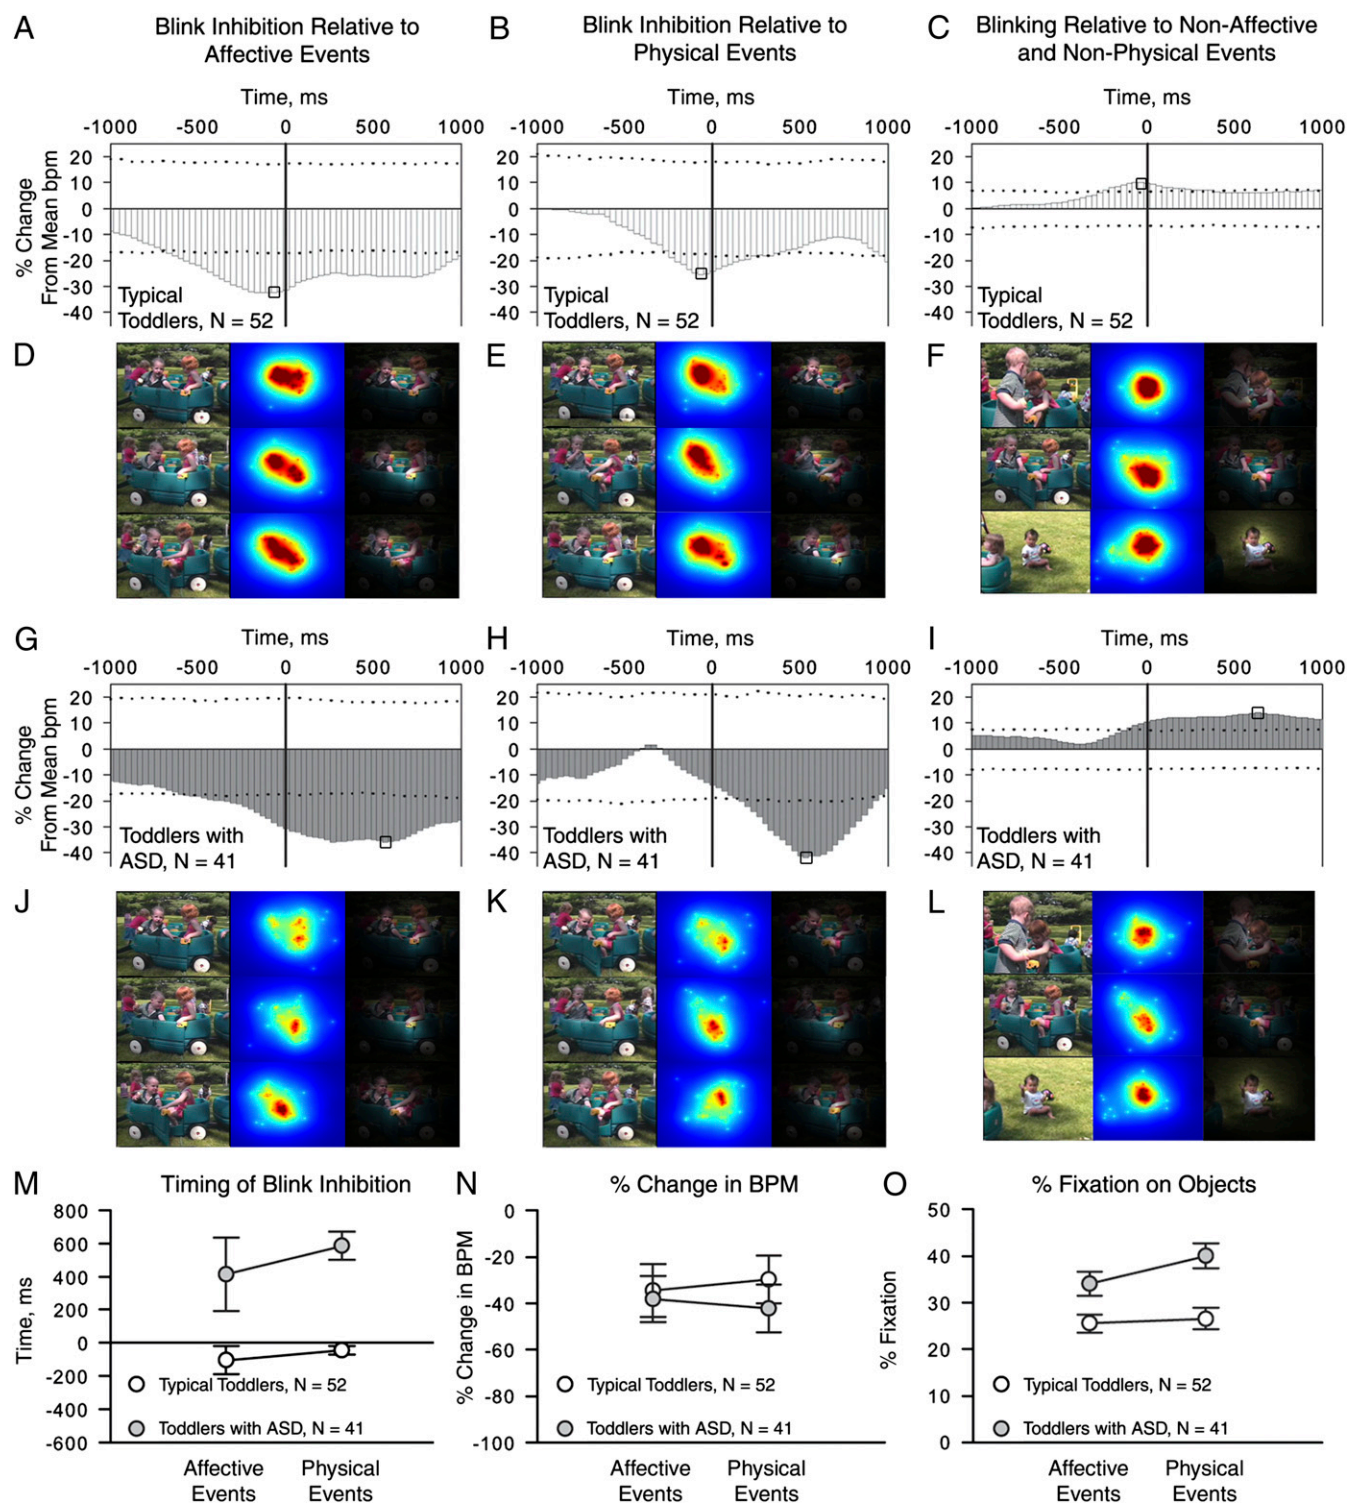 A
Blink Inhibition Relative to
Affective Events
B
Blink Inhibition Relative to
Physical Events
C
Blinking Relative to Non-Affective
and Non-Physical Events
Time, ms
Time, ms
Time, ms
-1000 -500 0 500 1000
-1000 -500 0 500 1000
-1000 -500 0 500 1000
% Change
From Mean bpm
20
10
0
-10
-20
-30
-40
Typical
Toddlers, N = 52
20
10
0
-10
-20
-30
-40
Typical
Toddlers, N = 52
20
10
0
-10
-20
-30
-40
Typical
Toddlers, N = 52
D
E
F
G
H
I
Time, ms
Time, ms
Time, ms
-1000 -500 0 500 1000
-1000 -500 0 500 1000
-1000 -500 0 500 1000
% Change
From Mean bpm
20
10
0
-10
-20
-30
-40
Toddlers with
ASD, N = 41
20
10
0
-10
-20
-30
-40
Toddlers with
ASD, N = 41
20
10
0
-10
-20
-30
-40
Toddlers with
ASD, N = 41
J
K
L
M
Timing of Blink Inhibition
Time, ms
800
600
400
200
0
-200
-400
-600
Typical Toddlers, N = 52
Toddlers with ASD, N = 41
Affective
Events
Physical
Events
N
% Change in BPM
% Change in BPM
0
-20
-40
-60
-80
-100
Typical Toddlers, N = 52
Toddlers with ASD, N = 41
Affective
Events
Physical
Events
O
% Fixation on Objects
% Fixation
50
40
30
20
10
0
Typical Toddlers, N = 52
Toddlers with ASD, N = 41
Affective
Events
Physical
Events